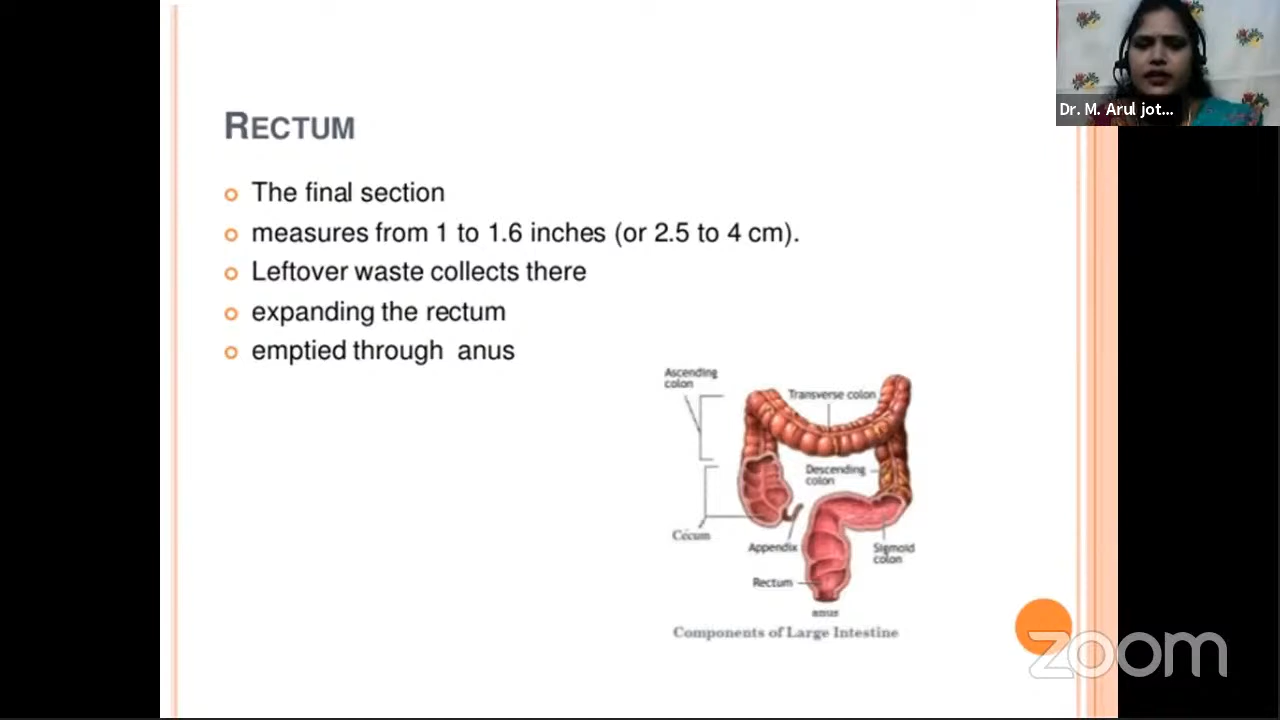 Dr. M. Arul jot...
RECTUM
The final section
measures from 1 to 1.6 inches (or 2.5 to 4 cm).
Leftover waste collects there
expanding the rectum
emptied through anus
Ascending
colon
Transverse colon
Descending
colon
Cecum
Appendix
Sigmoid
colon
Rectum
anus
Components of Large Intestine
zoom